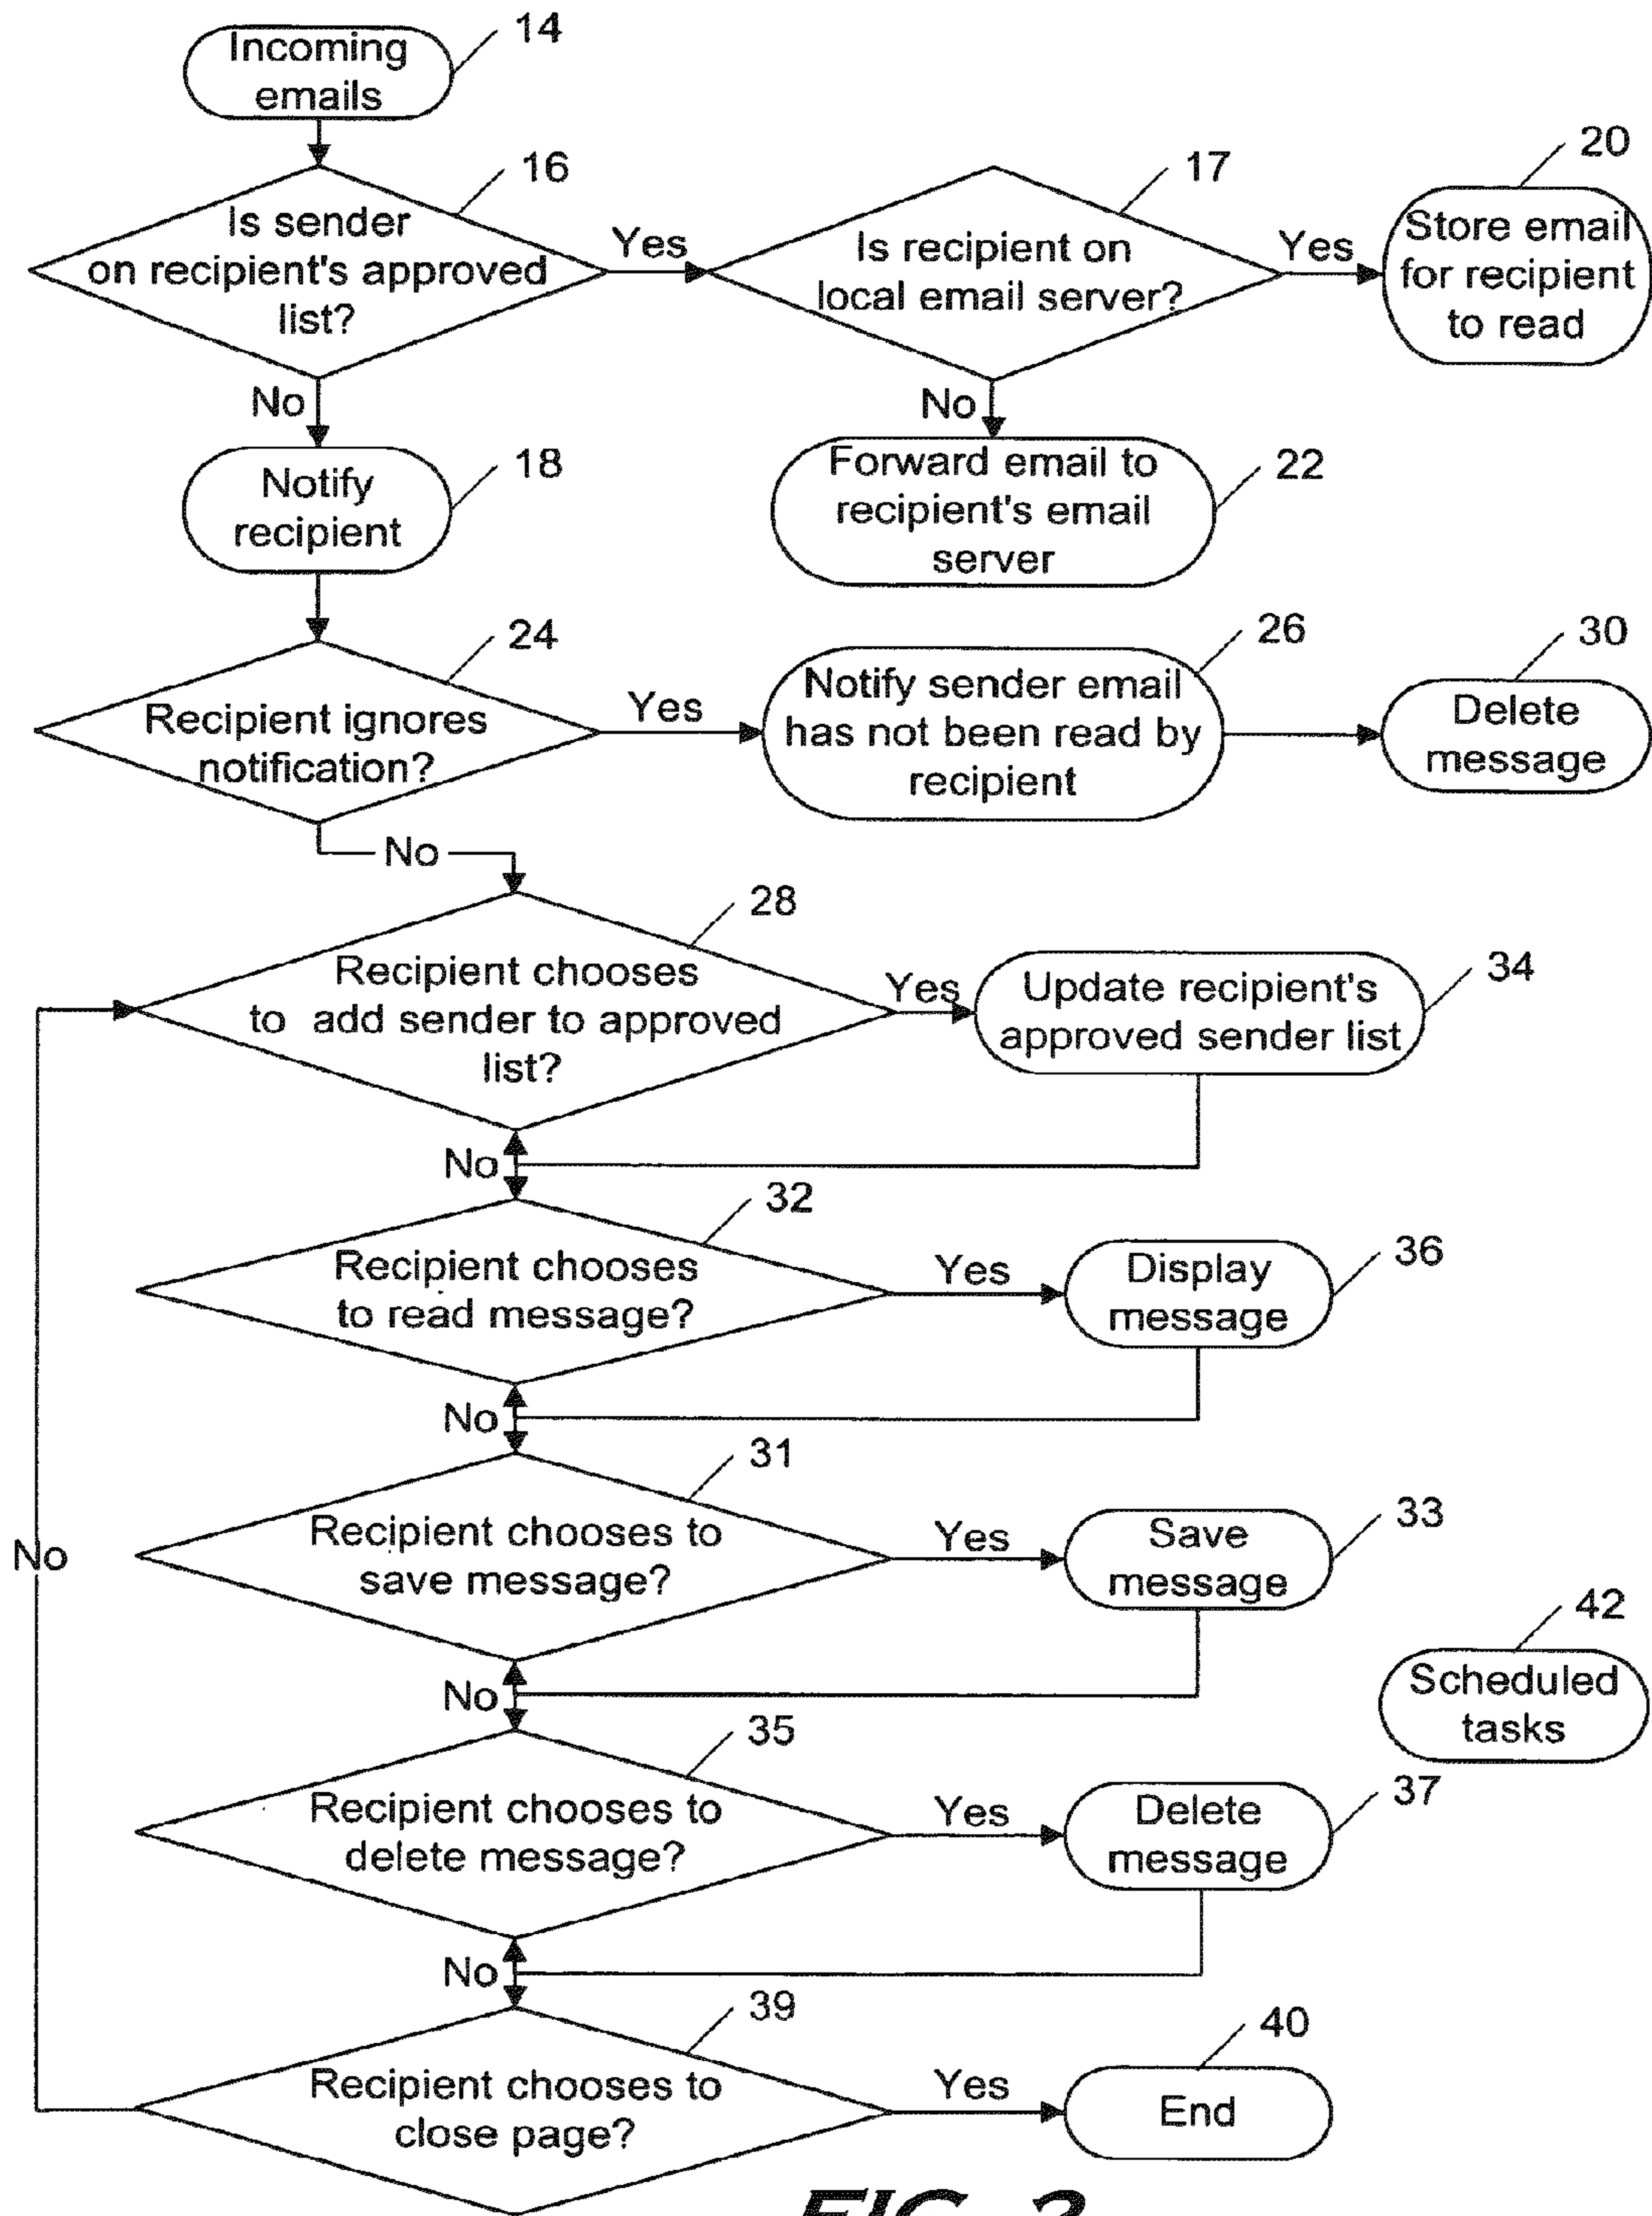 Incoming
emails
14
Is sender
on recipient's approved
list?
16
Yes
Is recipient on
local email server?
17
Yes
Store email
for recipient
to read
20
No
No
Notify
recipient
18
Forward email to
recipient's email
server
22
Recipient ignores
notification?
24
Yes
Notify sender email
has not been read by
recipient
26
Delete
message
30
No
Recipient chooses
to add sender to approved
list?
28
Yes
Update recipient's
approved sender list
34
No
Recipient chooses
to read message?
32
Yes
Display
message
36
No
Recipient chooses to
save message?
31
Yes
Save
message
33
No
No
Scheduled
tasks
42
Recipient chooses to
delete message?
35
Yes
Delete
message
37
No
Recipient chooses to
close page?
39
Yes
End
40